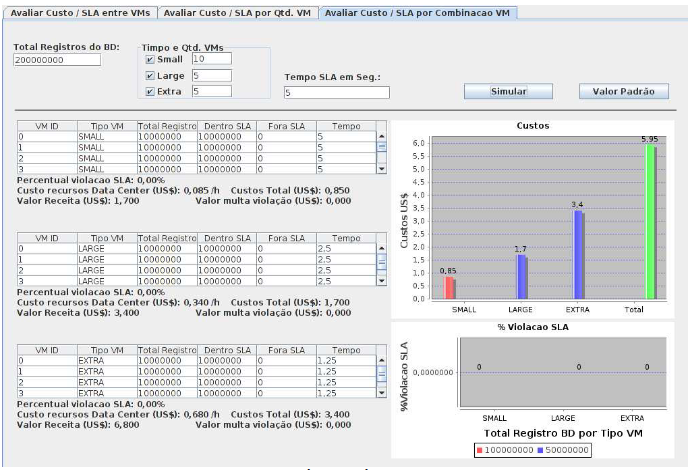 Avaliar Custo / SLA entre VMs Avaliar Custo / SLA por Qtd. VM Avaliar Custo / SLA por Combinacao VM
Total Registros do BD:
200000000
Timpo e Qtd. VMs
Small 10
Large 5
Extra 5
Tempo SLA em Seg.:
5
Simular Valor Padrão
VM ID Tipo VM Total Registro Dentro SLA Fora SLA Tempo
0 SMALL 10000000 10000000 0 5
1 SMALL 10000000 10000000 0 5
2 SMALL 10000000 10000000 0 5
3 SMALL 10000000 10000000 0 5
Percentual violacao SLA: 0,00%
Custo recursos Data Center (US$): 0,085 /h Custos Total (US$): 0,850
Valor Receita (US$): 1,700 Valor multa violação (US$): 0,000
VM ID Tipo VM Total Registro Dentro SLA Fora SLA Tempo
0 LARGE 10000000 10000000 0 2.5
1 LARGE 10000000 10000000 0 2.5
2 LARGE 10000000 10000000 0 2.5
3 LARGE 10000000 10000000 0 2.5
Percentual violacao SLA: 0,00%
Custo recursos Data Center (US$): 0,340 /h Custos Total (US$): 1,700
Valor Receita (US$): 3,400 Valor multa violação (US$): 0,000
VM ID Tipo VM Total Registro Dentro SLA Fora SLA Tempo
0 EXTRA 10000000 10000000 0 1.25
1 EXTRA 10000000 10000000 0 1.25
2 EXTRA 10000000 10000000 0 1.25
3 EXTRA 10000000 10000000 0 1.25
Percentual violacao SLA: 0,00%
Custo recursos Data Center (US$): 0,680 /h Custos Total (US$): 3,400
Valor Receita (US$): 6,800 Valor multa violação (US$): 0,000
Custos
Custos US$
6,0
5,5
5,0
4,5
4,0
3,5
3,0
2,5
2,0
1,5
1,0
0,5
0,0
0,85
1,7
3,4
5,95
SMALL LARGE EXTRA Total
% Violacao SLA
%Violacao SLA
0,0000000
0 0 0
SMALL LARGE EXTRA
Total Registro BD por Tipo VM
100000000 50000000